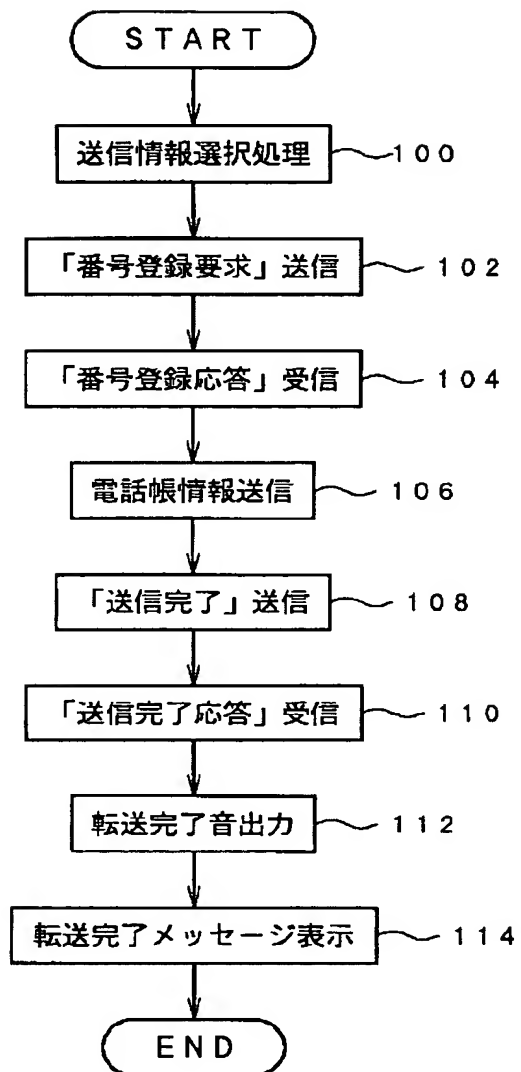 START
送信情報選択処理 100
「番号登録要求」送信 102
「番号登録応答」受信 104
電話帳情報送信 106
「送信完了」送信 108
「送信完了応答」受信 110
転送完了音出力 112
転送完了メッセージ表示 114
END